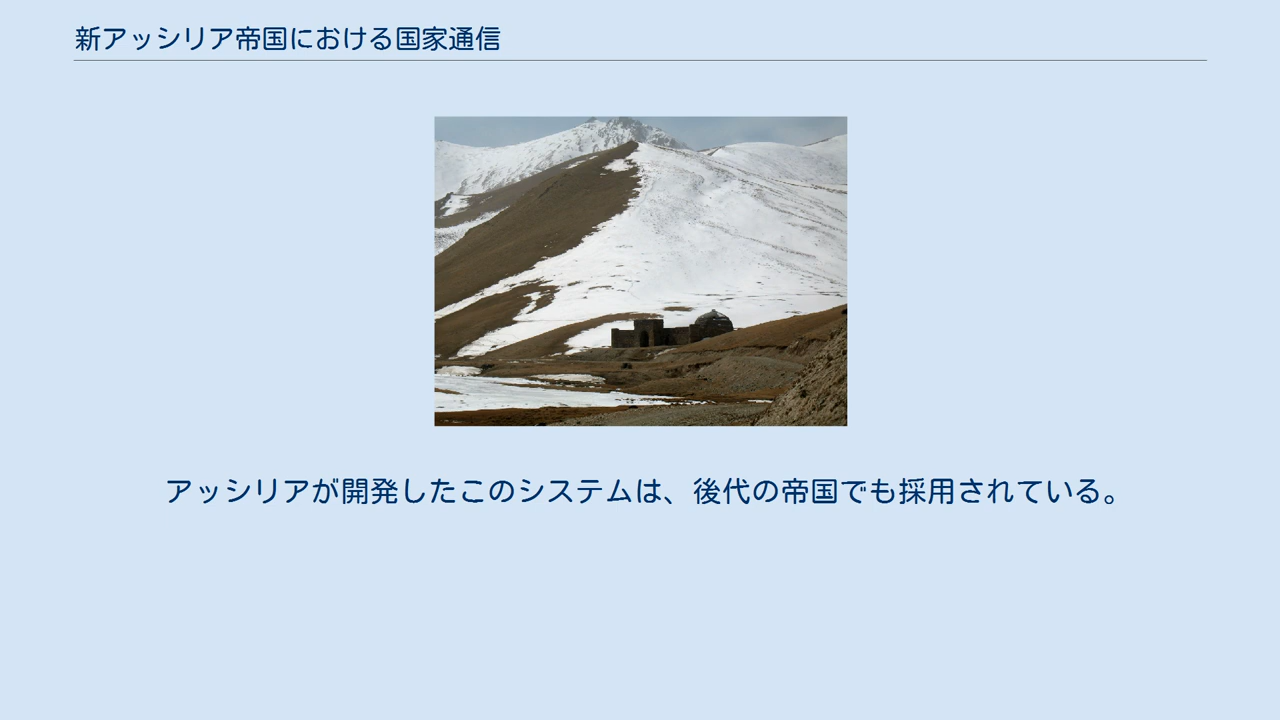 新アッシリア帝国における国家通信
アッシリアが開発したこのシステムは、後代の帝国でも採用されている。